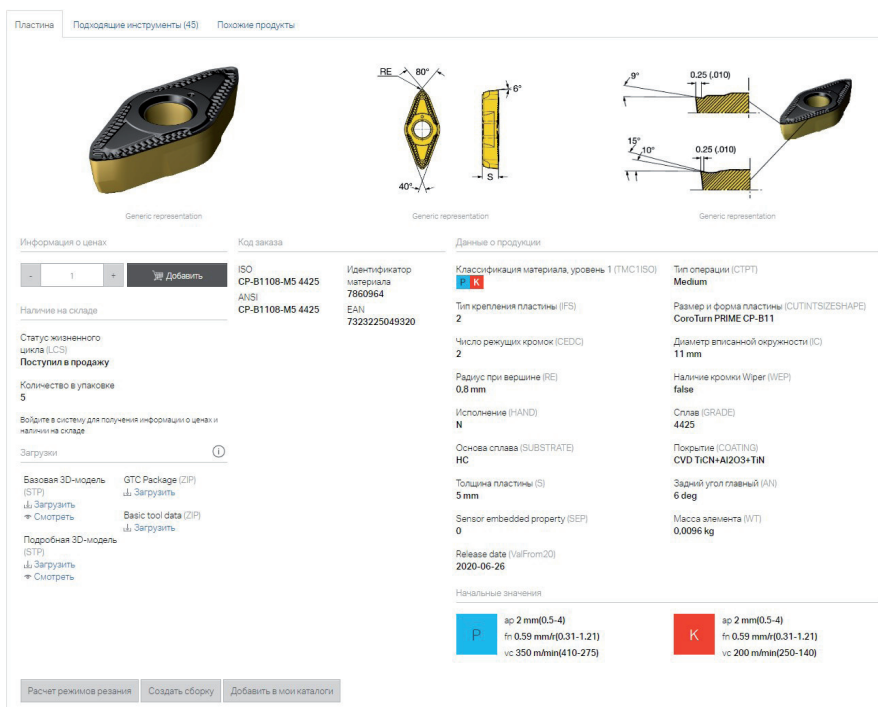 Пластина
Подходящие инструменты (45)
Похожие продукты
RE
80°
6°
40°
S
9°
0.25 (.010)
15°
10°
0.25 (.010)
Generic representation
Generic representation
Generic representation
Информация о ценах
- 1 + Добавить
Наличие на складе
Статус жизненного
цикла (LCS)
Поступил в продажу
Количество в упаковке
5
Войдите в систему для получения информации о ценах и
наличии на складе
Загрузки
Базовая 3D-модель
(STP)
Загрузить
Смотреть
Подробная 3D-модель
(STP)
Загрузить
Смотреть
GTC Package (ZIP)
Загрузить
Basic tool data (ZIP)
Загрузить
Код заказа
ISO
CP-B1108-M5 4425
ANSI
CP-B1108-M5 4425
Идентификатор
материала
7860964
EAN
7323225049320
Данные о продукции
Классификация материала, уровень 1 (TMC1ISO)
P K
Тип операции (CTPT)
Medium
Тип крепления пластины (IFS)
2
Размер и форма пластины (CUTINTSIZESHAPE)
CoroTurn PRIME CP-B11
Число режущих кромок (CEDC)
2
Диаметр вписанной окружности (IC)
11 mm
Радиус при вершине (RE)
0,8 mm
Наличие кромки Wiper (WEP)
false
Исполнение (HAND)
N
Сплав (GRADE)
4425
Основа сплава (SUBSTRATE)
HC
Покрытие (COATING)
CVD TiCN+Al2O3+TiN
Толщина пластины (S)
5 mm
Задний угол главный (AN)
6 deg
Sensor embedded property (SEP)
0
Масса элемента (WT)
0,0096 kg
Release date (ValFrom20)
2020-06-26
Начальные значения
P
ap 2 mm(0.5-4)
fn 0.59 mm/r(0.31-1.21)
vc 350 m/min(410-275)
K
ap 2 mm(0.5-4)
fn 0.59 mm/r(0.31-1.21)
vc 200 m/min(250-140)
Расчет режимов резания
Создать сборку
Добавить в мои каталоги